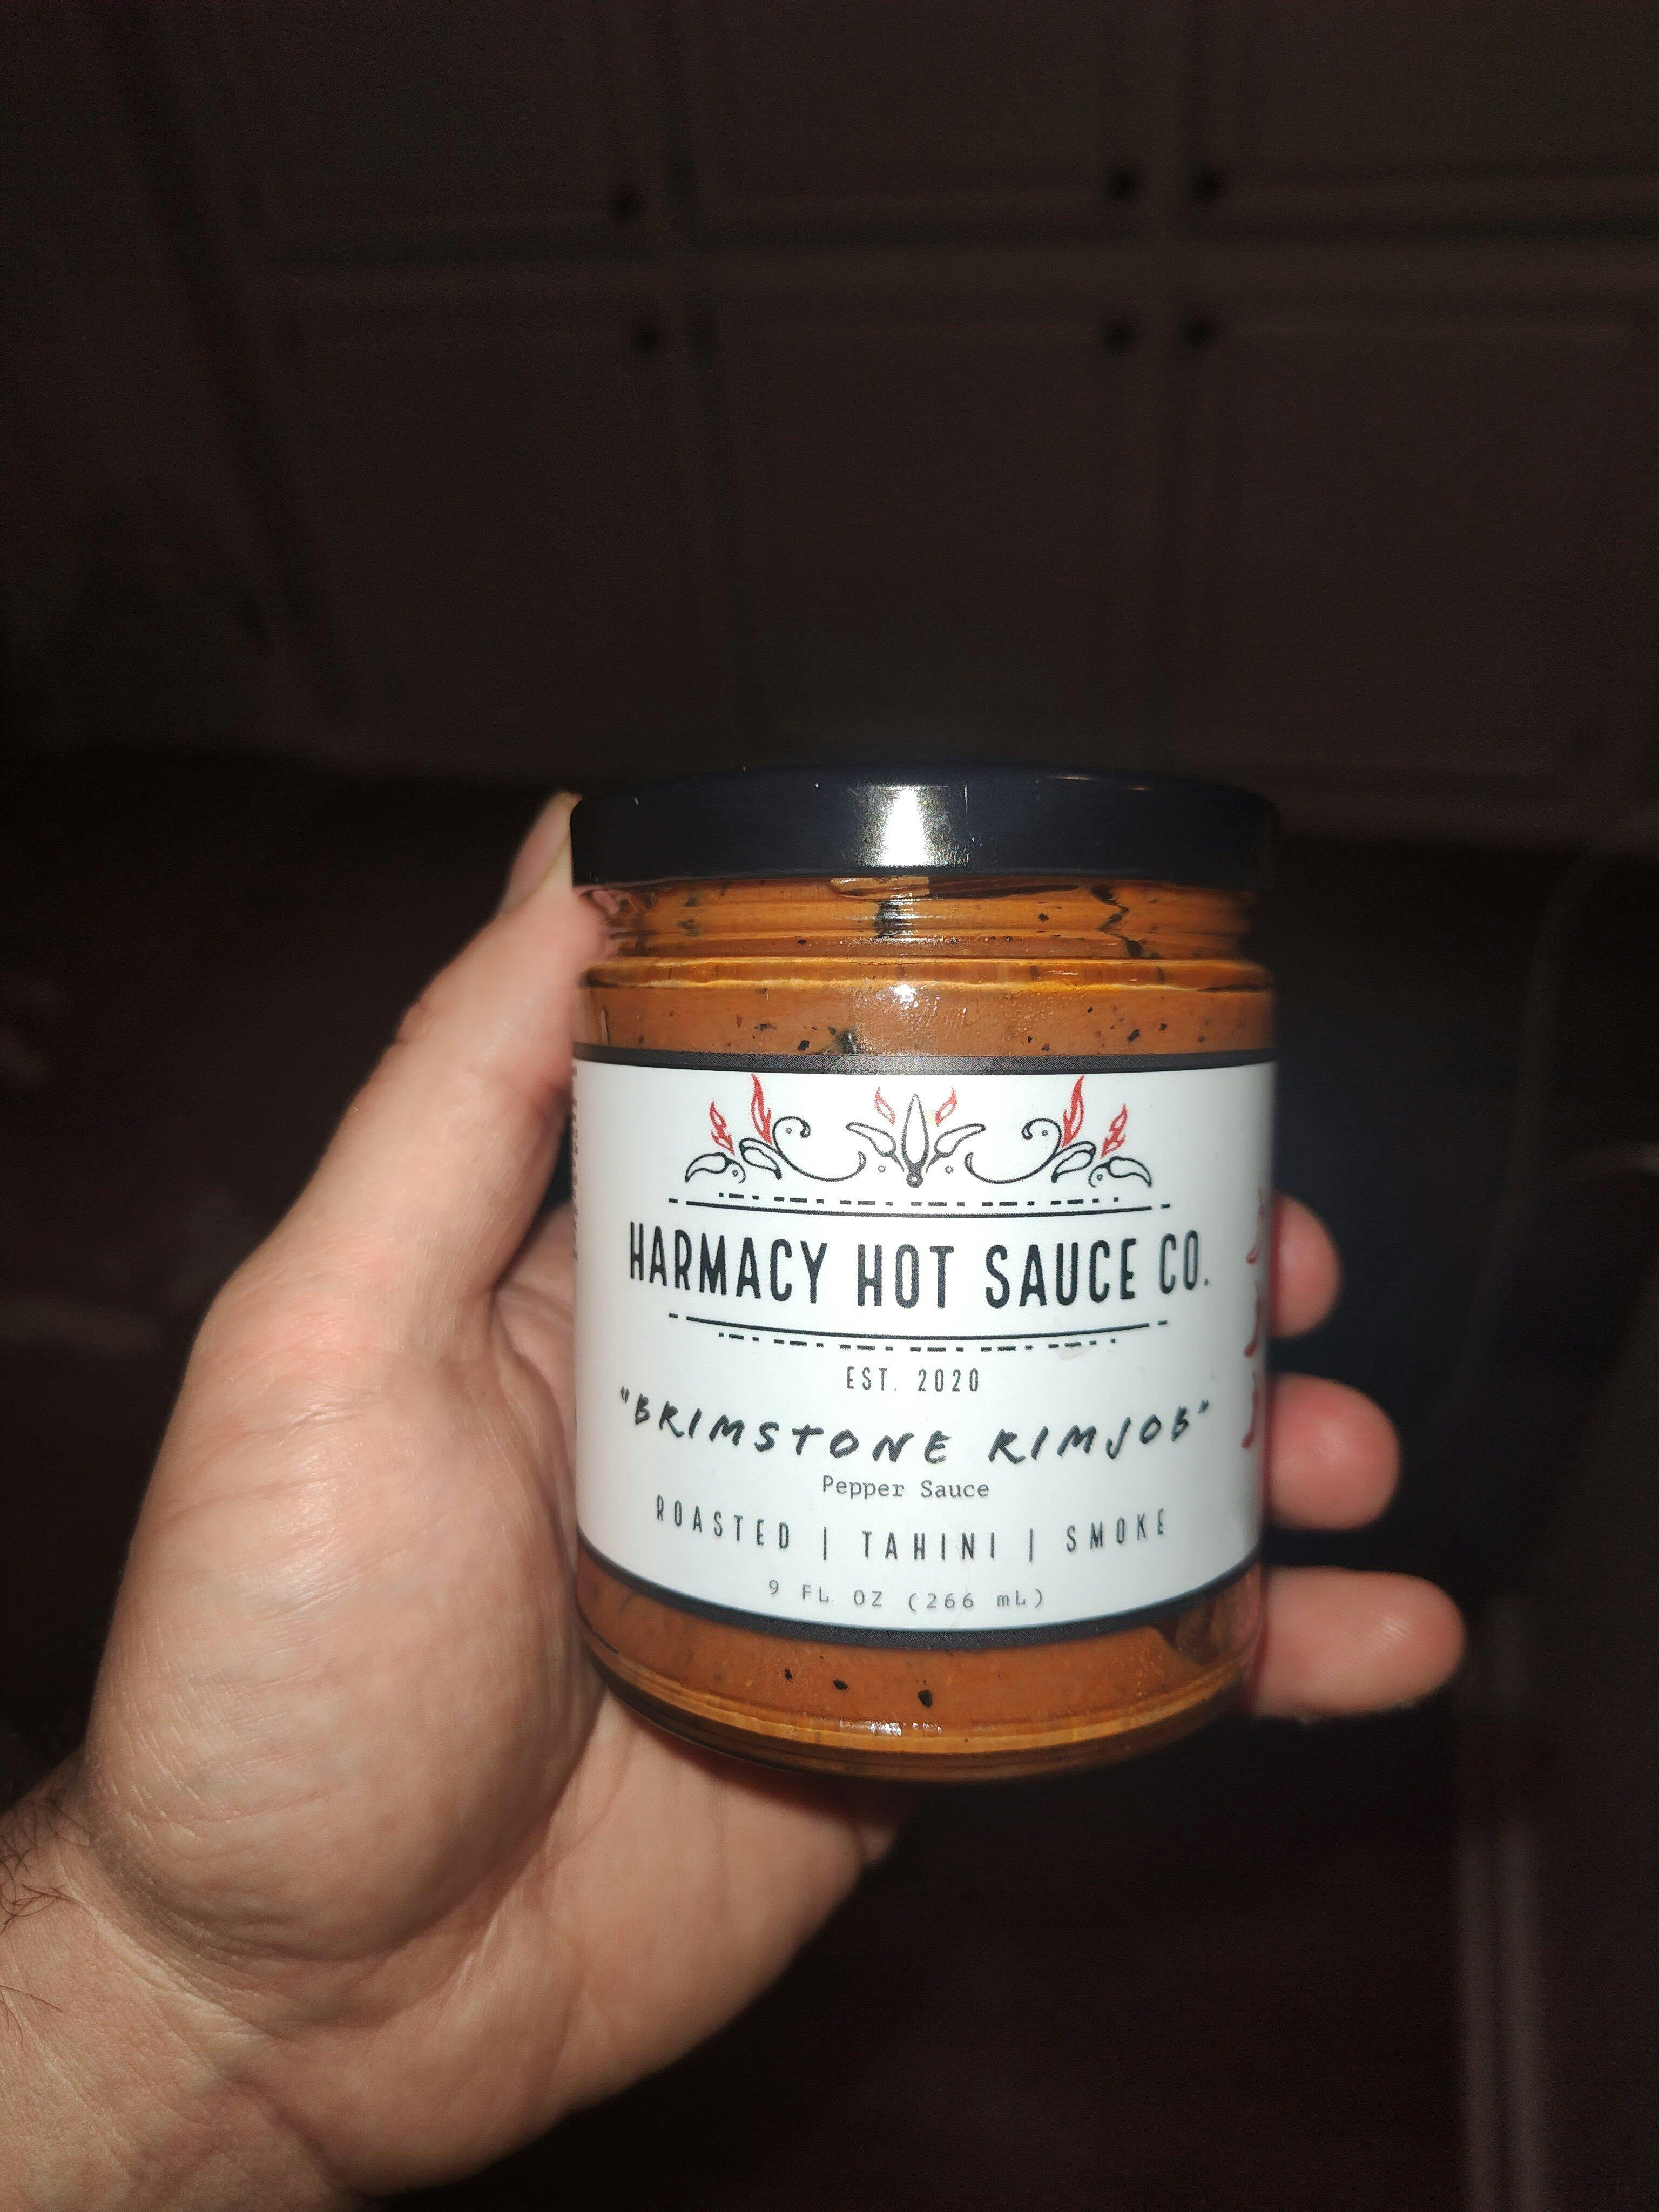 HARMACY HOT SAUCE CO.
EST. 2020
"BRIMSTONE RIMJOB"
Pepper Sauce
ROASTED | TAHINI | SMOKE
9 FL OZ (266 mL)